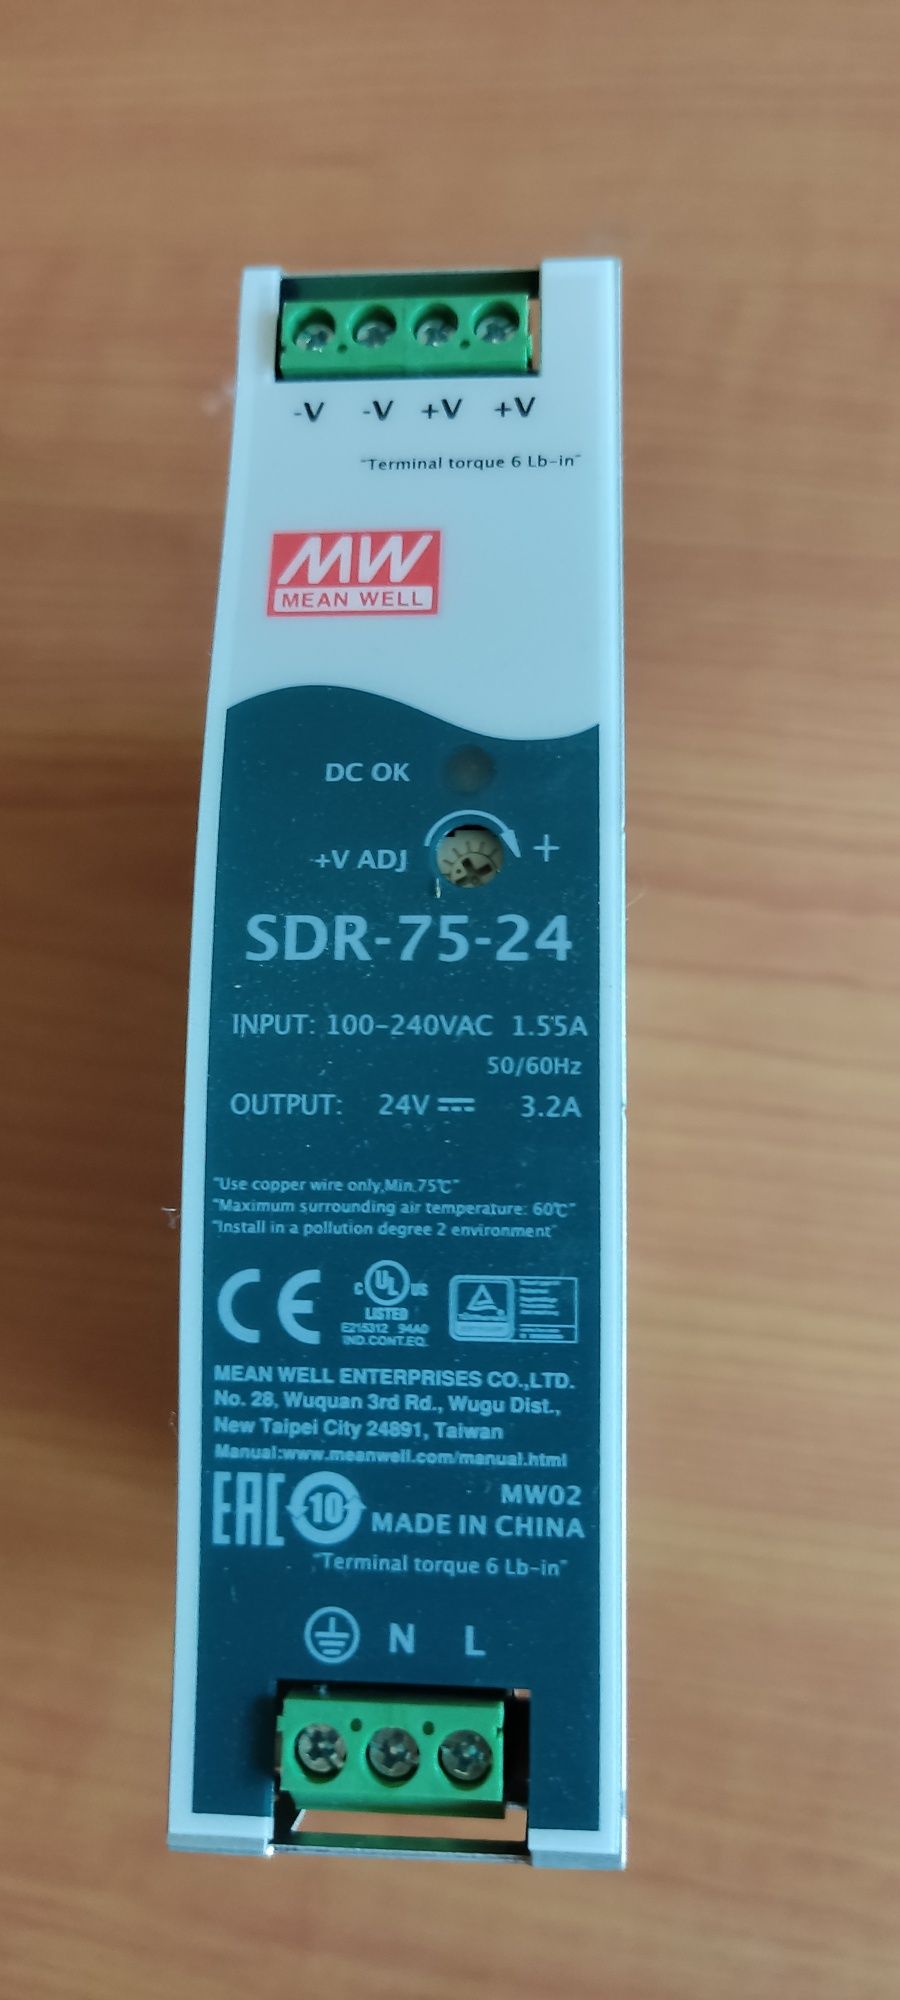 -V -V +V +V
"Terminal torque 6 Lb-in"
MW
MEAN WELL
DC OK
+V ADJ +
SDR-75-24
INPUT: 100-240VAC 1.55A
50/60Hz
OUTPUT: 24V 3.2A
"Use copper wire only,Min.75℃"
"Maximum surrounding air temperature: 60℃"
"Install in a pollution degree 2 environment"
CE
c UL US
LISTED
E215312 94A0
IND.CONT.EQ.
MEAN WELL ENTERPRISES CO.,LTD.
No. 28, Wuquan 3rd Rd., Wugu Dist.,
New Taipei City 24891, Taiwan
Manual:www.meanwell.com/manual.html
EAC 10 MW02
MADE IN CHINA
"Terminal torque 6 Lb-in"
N L